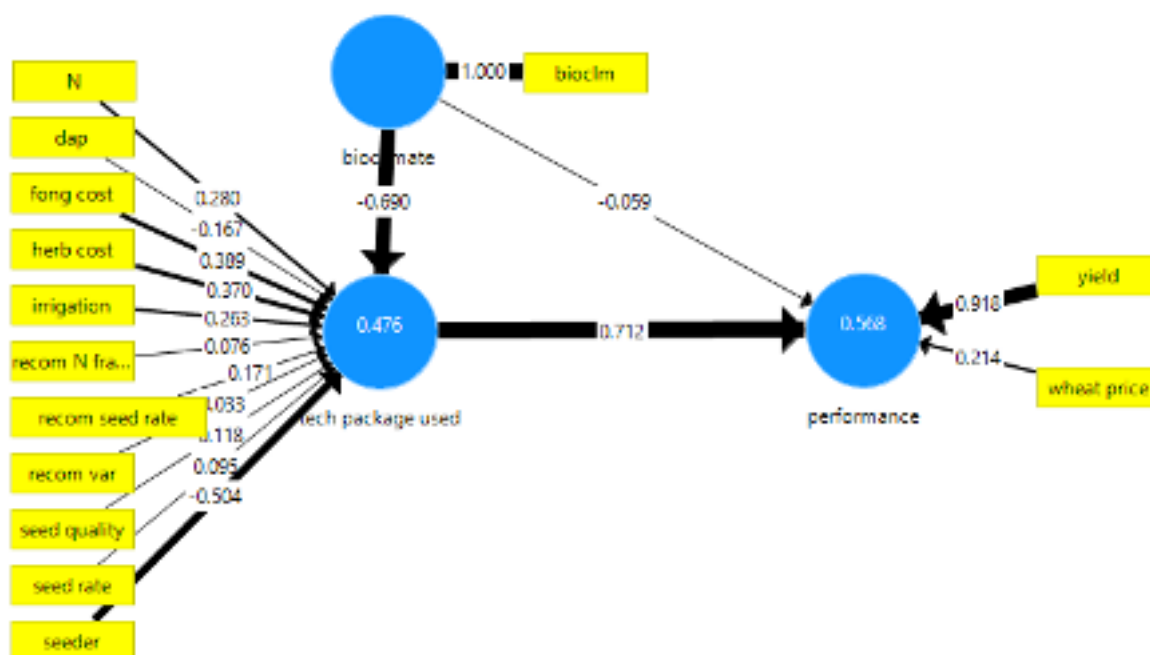 N
dap
fong cost
herb cost
irrigation
recom N fra...
recom seed rate
recom var
seed quality
seed rate
seeder
0.280
-0.167
0.389
0.370
0.263
0.076
0.171
.033
.118
0.095
-0.504
1.000
bioclm
-0.690
-0.059
0.476
tech package used
0.712
0.568
performance
yield
0.918
0.214
wheat price